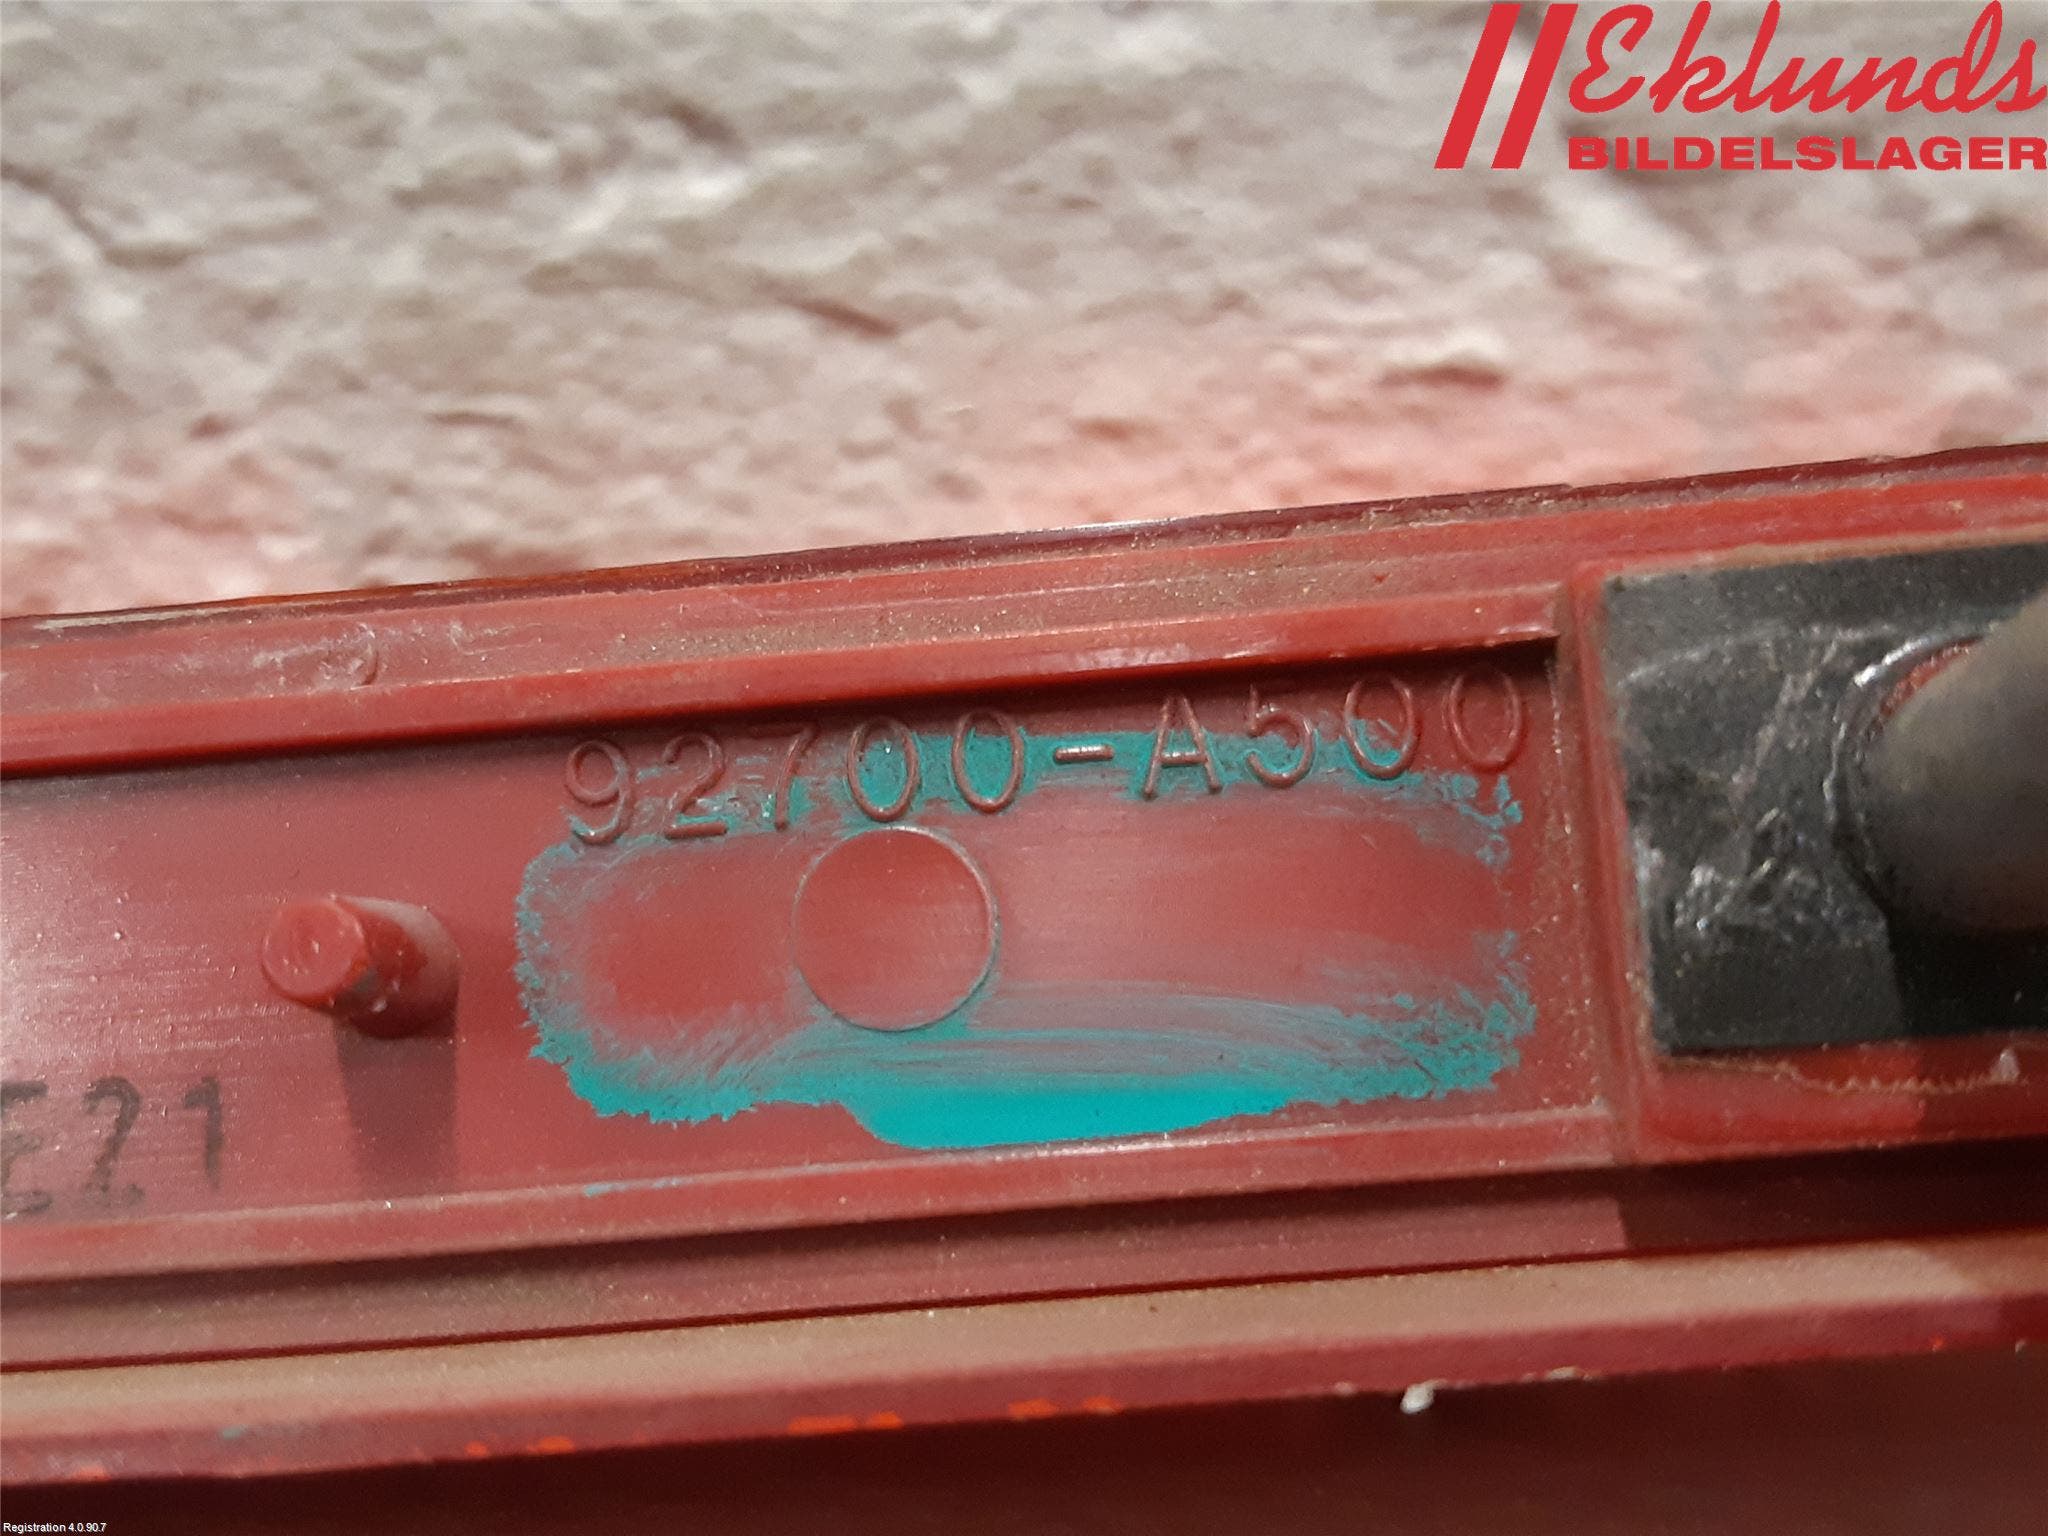 Eklunds
BILDELSLAGER
92700-A500
E21
Registration 4.0.90.7